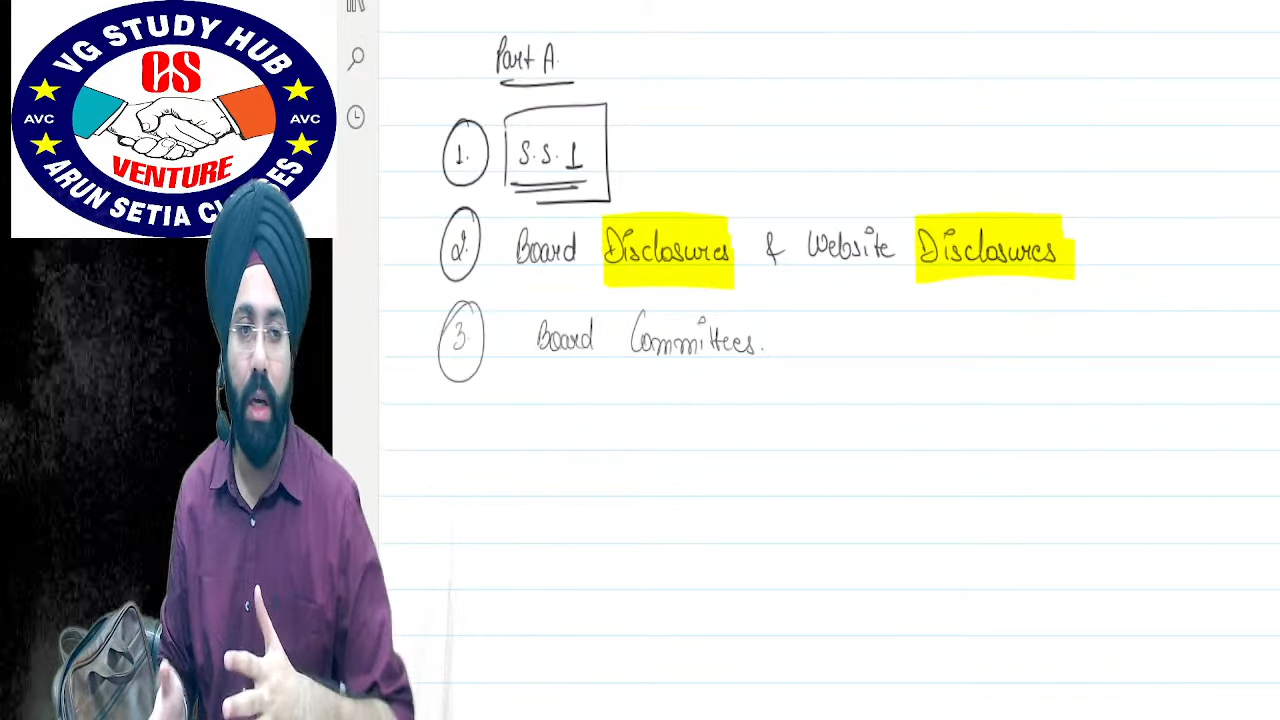 VG STUDY HUB
CS
AVC
AVC
VENTURE
ARUN SETIA CL
ES
Part A.
1. S.S. 1
2. Board Disclosures & Website Disclosures
3. Board Committees.